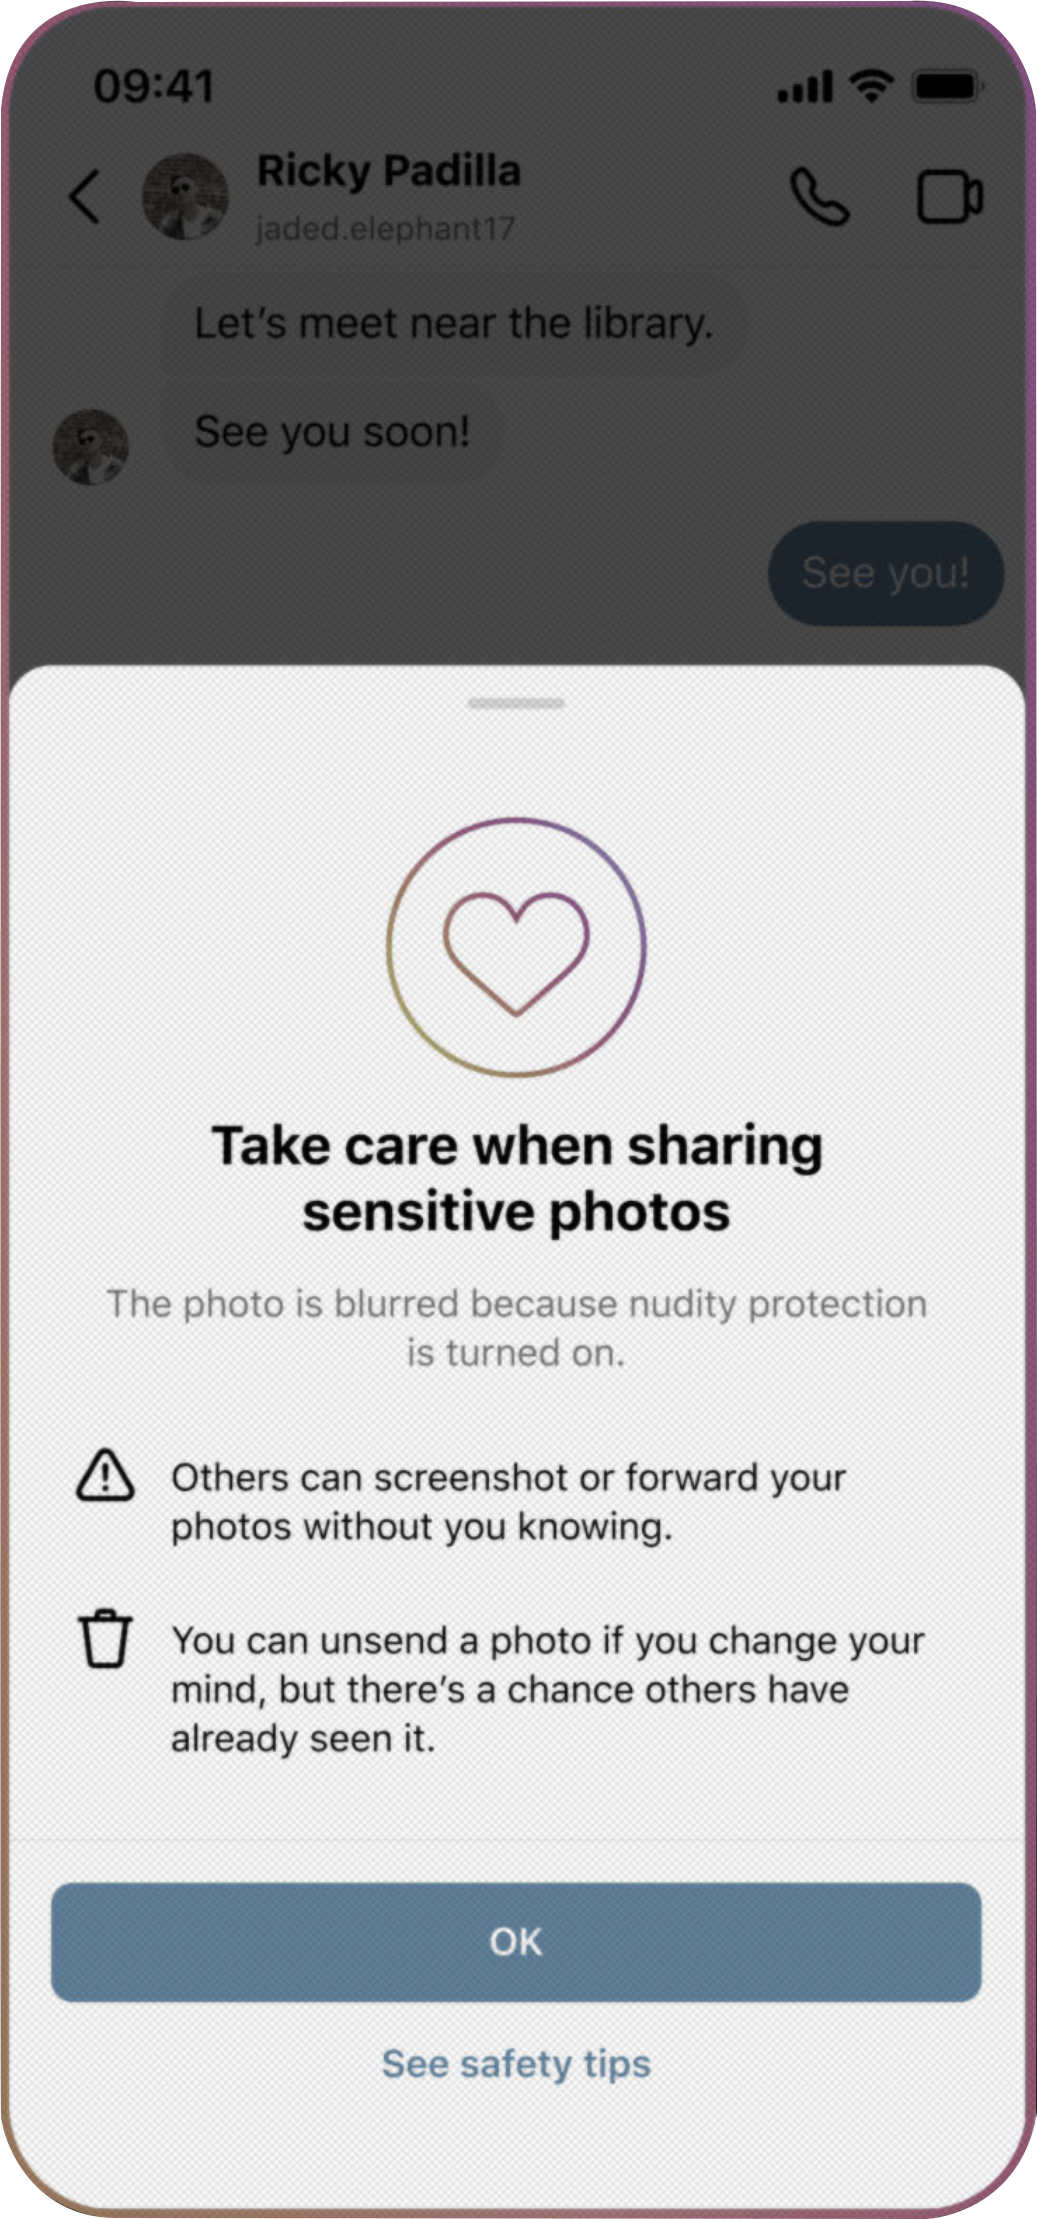 09:41
Ricky Padilla
jaded.elephant17
Let’s meet near the library.
See you soon!
See you!
Take care when sharing
sensitive photos
The photo is blurred because nudity protection
is turned on.
Others can screenshot or forward your
photos without you knowing.
You can unsend a photo if you change your
mind, but there’s a chance others have
already seen it.
OK
See safety tips